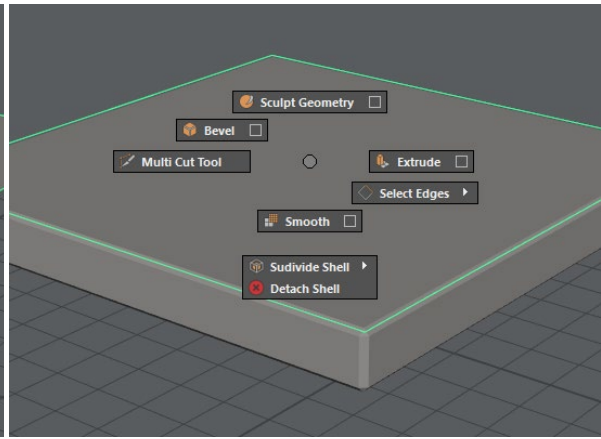 Sculpt Geometry
Bevel
Multi Cut Tool
Extrude
Select Edges
Smooth
Sudivide Shell
Detach Shell